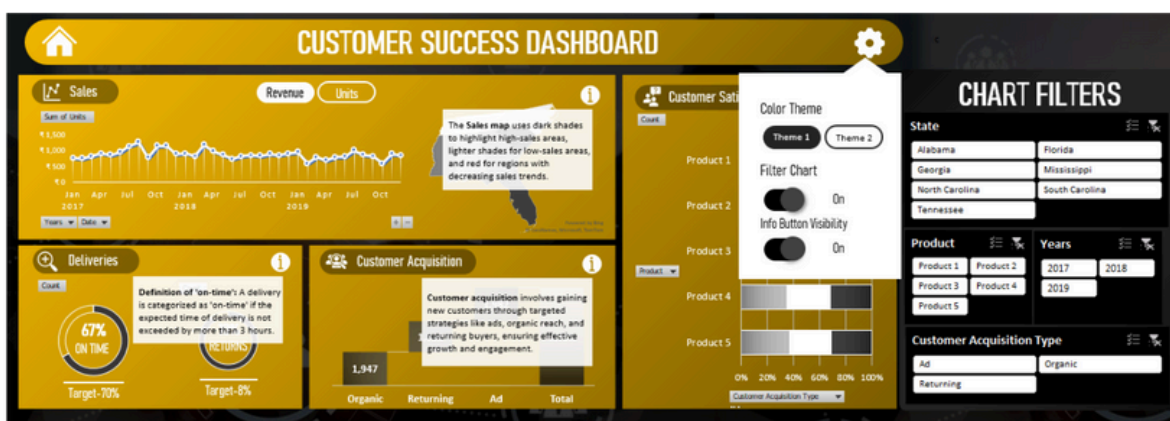 CUSTOMER SUCCESS DASHBOARD
Sales
Revenue
Units
Sum of Units
₹1,500
₹1,000
₹500
₹0
Jan Apr Jul Oct Jan Apr Jul Oct Jan Apr Jul Oct
2017 2018 2019
Years
Date
+ -
The Sales map uses dark shades
to highlight high-sales areas,
lighter shades for low-sales areas,
and red for regions with
decreasing sales trends.
Powered by Bing
Deliveries
Count
67%
ON TIME
Target-70%
RETURNS
Target-8%
Definition of 'on-time': A delivery
is categorized as 'on-time' if the
expected time of delivery is not
exceeded by more than 3 hours.
Customer Acquisition
Customer acquisition involves gaining
new customers through targeted
strategies like ads, organic reach, and
returning buyers, ensuring effective
growth and engagement.
1,947
Organic Returning Ad Total
Customer Sati
Count
Product 1
Product 2
Product 3
Product
Product 4
Product 5
0% 20% 40% 60% 80% 100%
Customer Acquisition Type
Color Theme
Theme 1
Theme 2
Filter Chart
On
Info Button Visibility
On
CHART FILTERS
State
Alabama
Florida
Georgia
Mississippi
North Carolina
South Carolina
Tennessee
Product
Product 1
Product 2
Product 3
Product 4
Product 5
Years
2017
2018
2019
Customer Acquisition Type
Ad
Organic
Returning